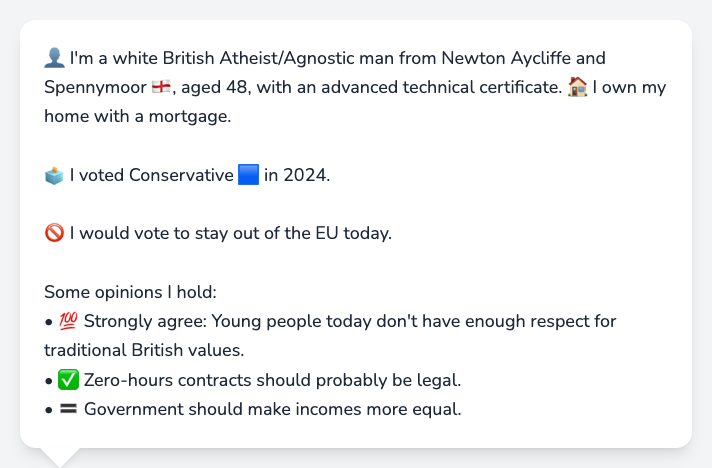 👤 I'm a white British Atheist/Agnostic man from Newton Aycliffe and
Spennymoor 🏴󠁧󠁢󠁥󠁮󠁧󠁿, aged 48, with an advanced technical certificate. 🏠 I own my
home with a mortgage.
🗳️ I voted Conservative 🟦 in 2024.
🚫 I would vote to stay out of the EU today.
Some opinions I hold:
• 💯 Strongly agree: Young people today don't have enough respect for
traditional British values.
• ✅ Zero-hours contracts should probably be legal.
• 🟰 Government should make incomes more equal.